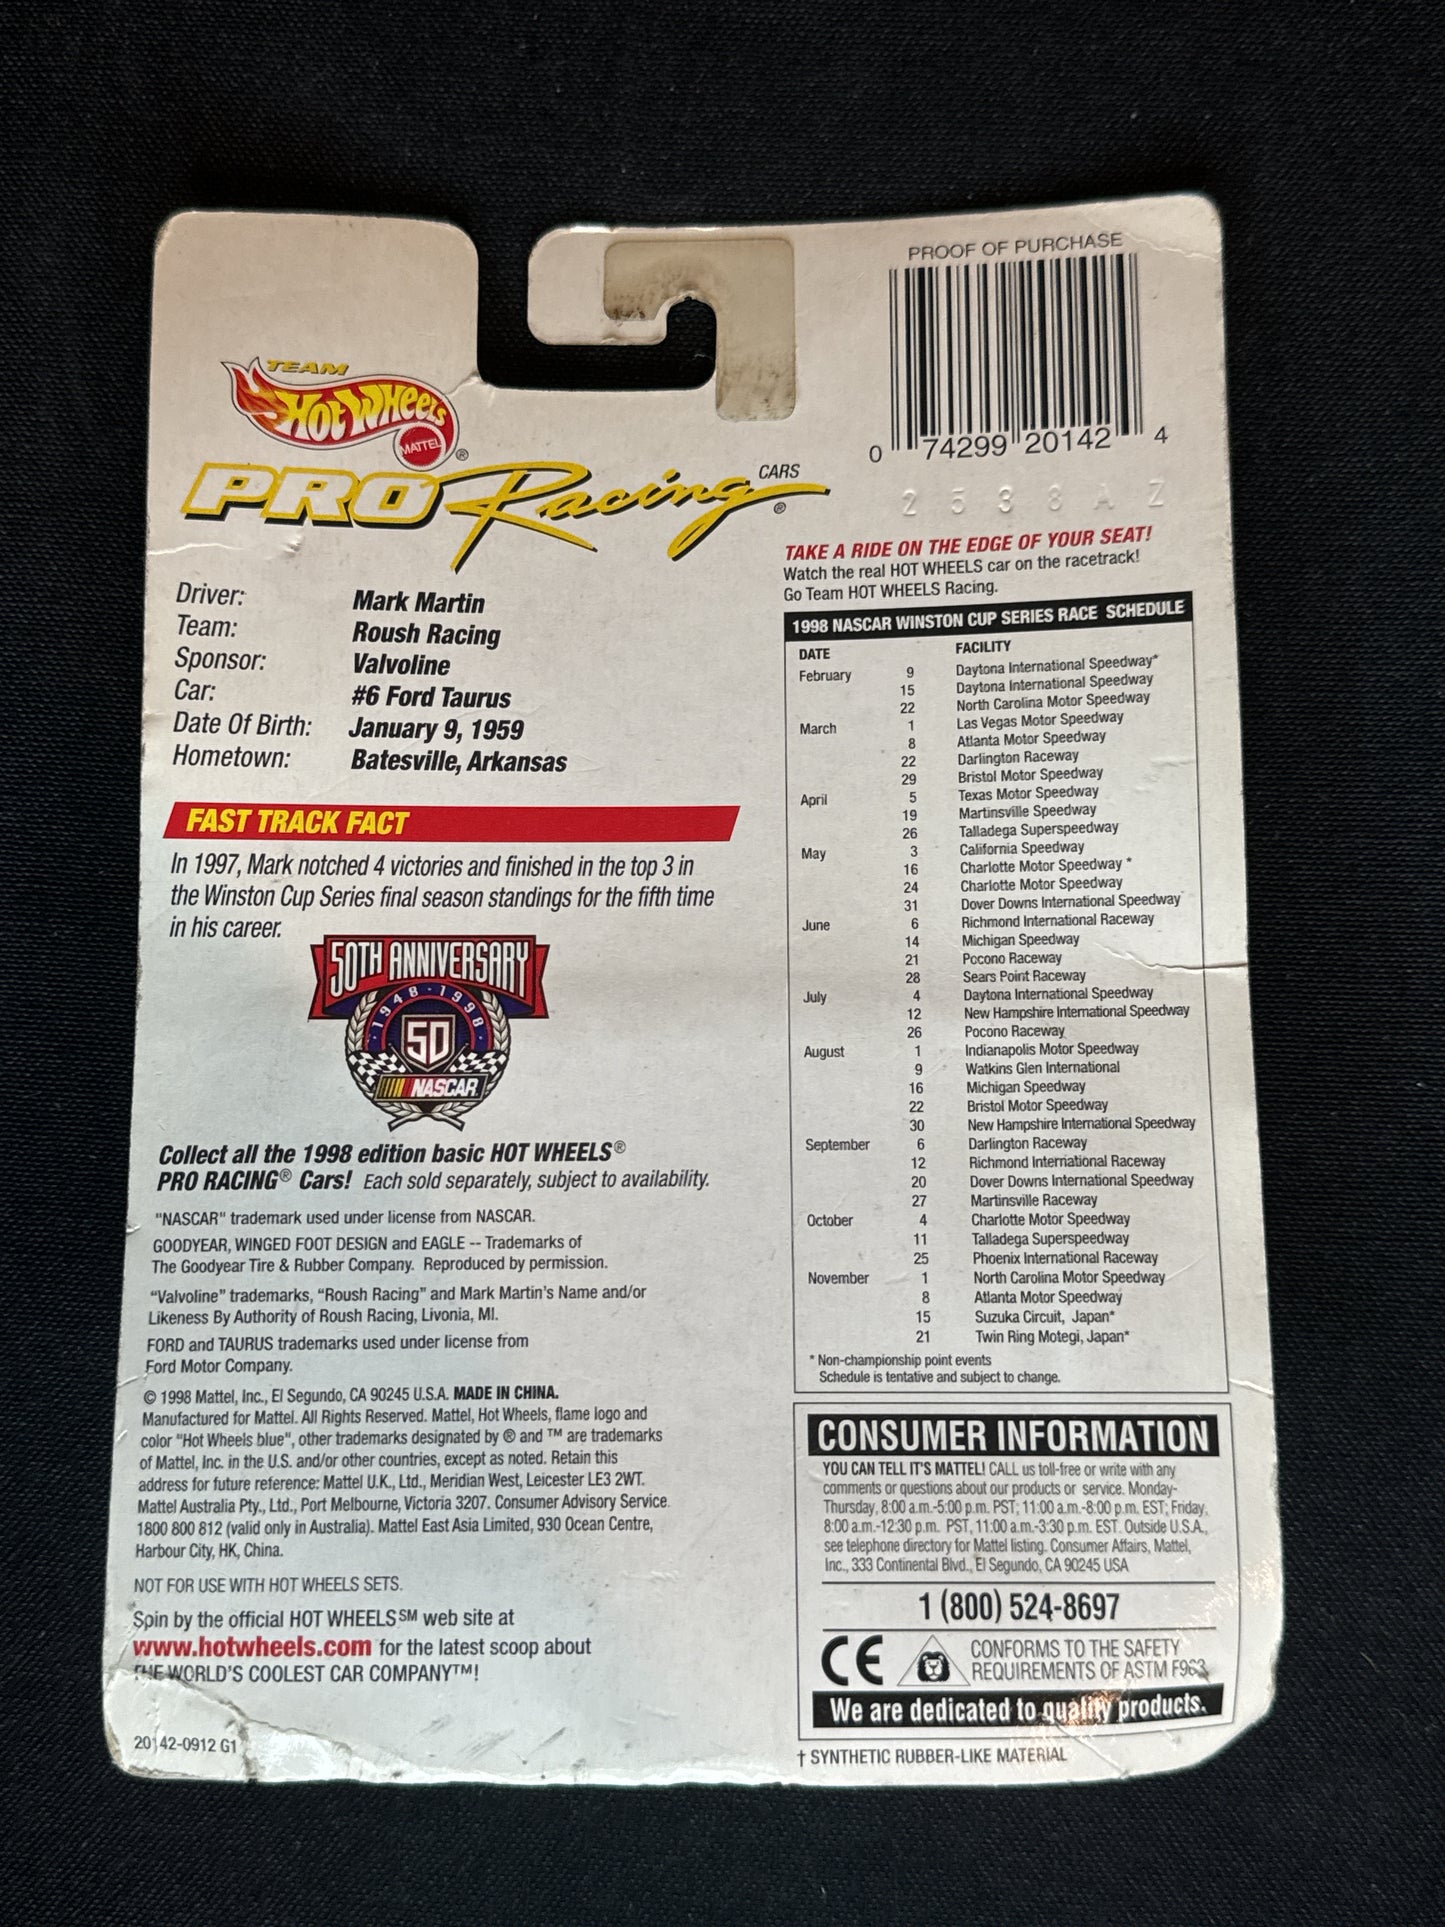 PROOF OF PURCHASE
0 74299 20142 4
2538AZ
TEAM
Hot Wheels
MATTEL
®
PRO Racing CARS
®
Driver: Mark Martin
Team: Roush Racing
Sponsor: Valvoline
Car: #6 Ford Taurus
Date Of Birth: January 9, 1959
Hometown: Batesville, Arkansas
FAST TRACK FACT
In 1997, Mark notched 4 victories and finished in the top 3 in
the Winston Cup Series final season standings for the fifth time
in his career.
50TH ANNIVERSARY
1948 · 1998
50
NASCAR
Collect all the 1998 edition basic HOT WHEELS®
PRO RACING® Cars! Each sold separately, subject to availability.
"NASCAR" trademark used under license from NASCAR.
GOODYEAR, WINGED FOOT DESIGN and EAGLE -- Trademarks of
The Goodyear Tire & Rubber Company. Reproduced by permission.
“Valvoline” trademarks, “Roush Racing” and Mark Martin's Name and/or
Likeness By Authority of Roush Racing, Livonia, MI.
FORD and TAURUS trademarks used under license from
Ford Motor Company.
© 1998 Mattel, Inc., El Segundo, CA 90245 U.S.A. MADE IN CHINA.
Manufactured for Mattel. All Rights Reserved. Mattel, Hot Wheels, flame logo and
color "Hot Wheels blue", other trademarks designated by ® and ™ are trademarks
of Mattel, Inc. in the U.S. and/or other countries, except as noted. Retain this
address for future reference: Mattel U.K., Ltd., Meridian West, Leicester LE3 2WT.
Mattel Australia Pty., Ltd., Port Melbourne, Victoria 3207. Consumer Advisory Service
1800 800 812 (valid only in Australia). Mattel East Asia Limited, 930 Ocean Centre,
Harbour City, HK, China.
NOT FOR USE WITH HOT WHEELS SETS.
Spin by the official HOT WHEELS℠ web site at
www.hotwheels.com for the latest scoop about
THE WORLD'S COOLEST CAR COMPANY™!
20142-0912 G1
TAKE A RIDE ON THE EDGE OF YOUR SEAT!
Watch the real HOT WHEELS car on the racetrack!
Go Team HOT WHEELS Racing.
1998 NASCAR WINSTON CUP SERIES RACE SCHEDULE
DATE FACILITY
February 9 Daytona International Speedway*
15 Daytona International Speedway
22 North Carolina Motor Speedway
March 1 Las Vegas Motor Speedway
8 Atlanta Motor Speedway
22 Darlington Raceway
29 Bristol Motor Speedway
April 5 Texas Motor Speedway
19 Martinsville Speedway
26 Talladega Superspeedway
May 3 California Speedway
16 Charlotte Motor Speedway *
24 Charlotte Motor Speedway
31 Dover Downs International Speedway
June 6 Richmond International Raceway
14 Michigan Speedway
21 Pocono Raceway
28 Sears Point Raceway
July 4 Daytona International Speedway
12 New Hampshire International Speedway
26 Pocono Raceway
August 1 Indianapolis Motor Speedway
9 Watkins Glen International
16 Michigan Speedway
22 Bristol Motor Speedway
30 New Hampshire International Speedway
September 6 Darlington Raceway
12 Richmond International Raceway
20 Dover Downs International Speedway
27 Martinsville Raceway
October 4 Charlotte Motor Speedway
11 Talladega Superspeedway
25 Phoenix International Raceway
November 1 North Carolina Motor Speedway
8 Atlanta Motor Speedway
15 Suzuka Circuit, Japan*
21 Twin Ring Motegi, Japan*
* Non-championship point events
Schedule is tentative and subject to change.
CONSUMER INFORMATION
YOU CAN TELL IT'S MATTEL! CALL us toll-free or write with any
comments or questions about our products or service. Monday-
Thursday, 8:00 a.m.-5:00 p.m. PST; 11:00 a.m.-8:00 p.m. EST; Friday,
8:00 a.m.-12:30 p.m. PST, 11:00 a.m.-3:30 p.m. EST. Outside U.S.A.,
see telephone directory for Mattel listing. Consumer Affairs, Mattel,
Inc., 333 Continental Blvd., El Segundo, CA 90245 USA
1 (800) 524-8697
CE
CONFORMS TO THE SAFETY
REQUIREMENTS OF ASTM F963
We are dedicated to quality products.
† SYNTHETIC RUBBER-LIKE MATERIAL